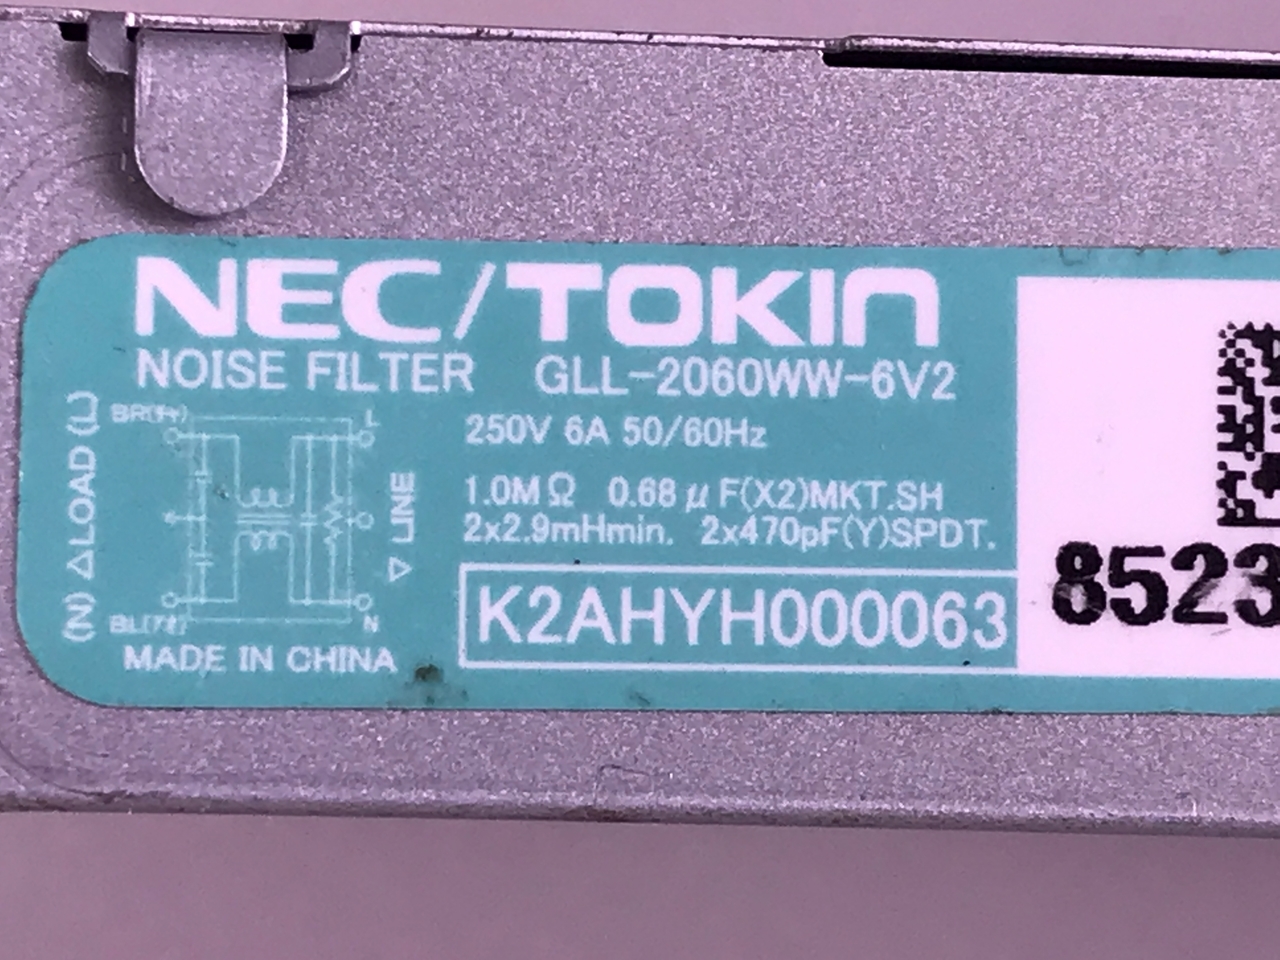 NEC/TOKIN
NOISE FILTER GLL-2060WW-6V2
250V 6A 50/60Hz
1.0MΩ 0.68μF(X2)MKT.SH
2x2.9mHmin. 2x470pF(Y)SPDT.
K2AHYH000063
(N) △LOAD (L)
L
N
▽ LINE
MADE IN CHINA
8523